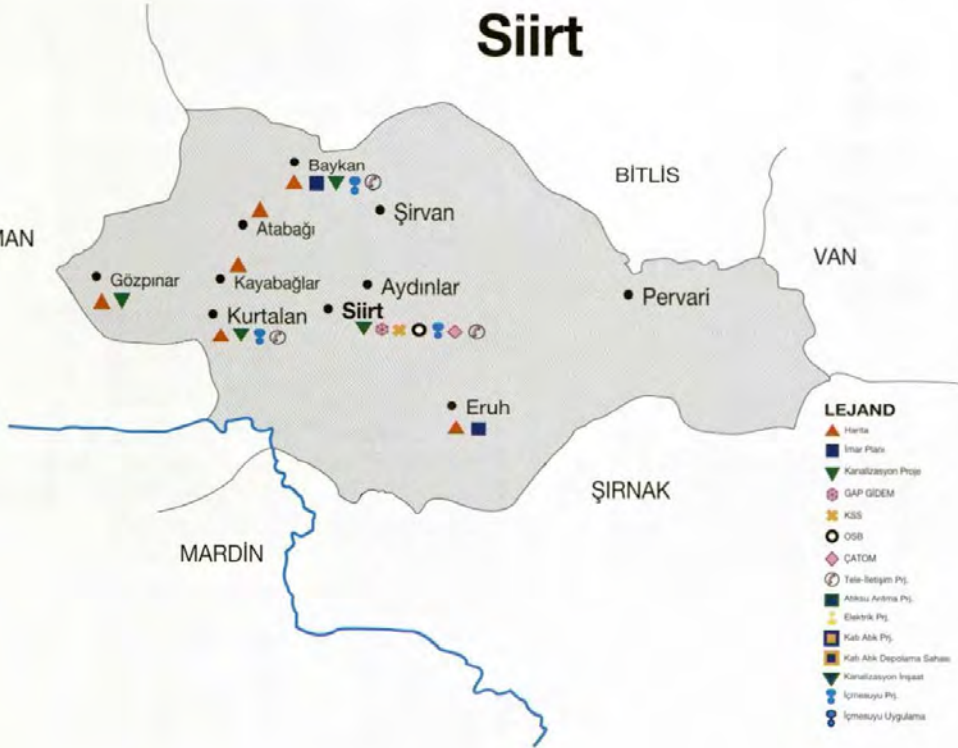 Siirt
BİTLİS
Baykan
Şirvan
Atabağı
MAN
VAN
Gözpınar
Kayabağlar
Aydınlar
Pervari
Kurtalan
Siirt
Eruh
ŞIRNAK
MARDİN
LEJAND
Harita
İmar Planı
Kanalizasyon Proje
GAP GİDEM
KSS
OSB
ÇATOM
Tele-İletişim Prj.
Atıksu Arıtma Prj.
Elektrik Prj.
Katı Atık Prj.
Katı Atık Depolama Sahası
Kanalizasyon İnşaat
İçmesuyu Prj.
İçmesuyu Uygulama